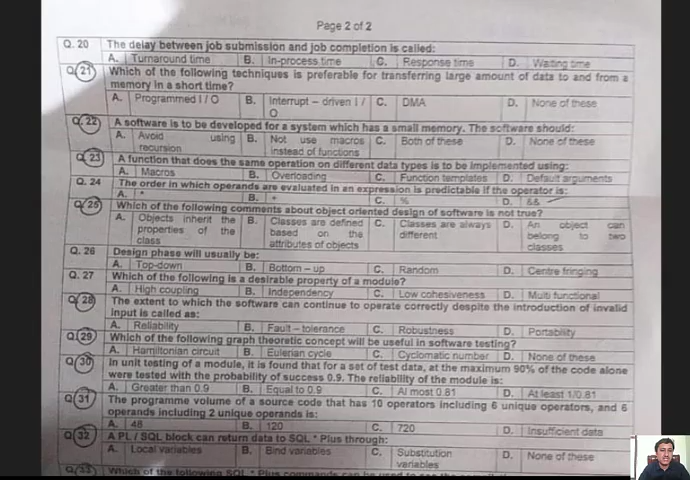 Page 2 of 2
Q. 20 The delay between job submission and job completion is called:
A. Turnaround time B. In-process time C. Response time D. Waiting time
Q. 21 Which of the following techniques is preferable for transferring large amount of data to and from a
memory in a short time?
A. Programmed I / O B. Interrupt – driven I / C. DMA D. None of these
O
Q. 22 A software is to be developed for a system which has a small memory. The software should:
A. Avoid using B. Not use macros C. Both of these D. None of these
recursion instead of functions
Q. 23 A function that does the same operation on different data types is to be implemented using:
A. Macros B. Overloading C. Function templates D. Default arguments
Q. 24 The order in which operands are evaluated in an expression is predictable if the operator is:
A. * B. + C. % D. &&
Q. 25 Which of the following comments about object oriented design of software is not true?
A. Objects inherit the B. Classes are defined C. Classes are always D. An object can
properties of the based on the different belong to two
class attributes of objects classes
Q. 26 Design phase will usually be:
A. Top-down B. Bottom – up C. Random D. Centre fringing
Q. 27 Which of the following is a desirable property of a module?
A. High coupling B. Independency C. Low cohesiveness D. Multi functional
Q. 28 The extent to which the software can continue to operate correctly despite the introduction of invalid
input is called as:
A. Reliability B. Fault – tolerance C. Robustness D. Portability
Q. 29 Which of the following graph theoretic concept will be useful in software testing?
A. Hamiltonian circuit B. Eulerian cycle C. Cyclomatic number D. None of these
Q. 30 In unit testing of a module, it is found that for a set of test data, at the maximum 90% of the code alone
were tested with the probability of success 0.9. The reliability of the module is:
A. Greater than 0.9 B. Equal to 0.9 C. Al most 0.81 D. At least 1/0.81
Q. 31 The programme volume of a source code that has 10 operators including 6 unique operators, and 6
operands including 2 unique operands is:
A. 48 B. 120 C. 720 D. Insufficient data
Q. 32 A PL / SQL block can return data to SQL * Plus through:
A. Local variables B. Bind variables C. Substitution D. None of these
variables
Q. 33 Which of the following SQL * Plus commands can be used to